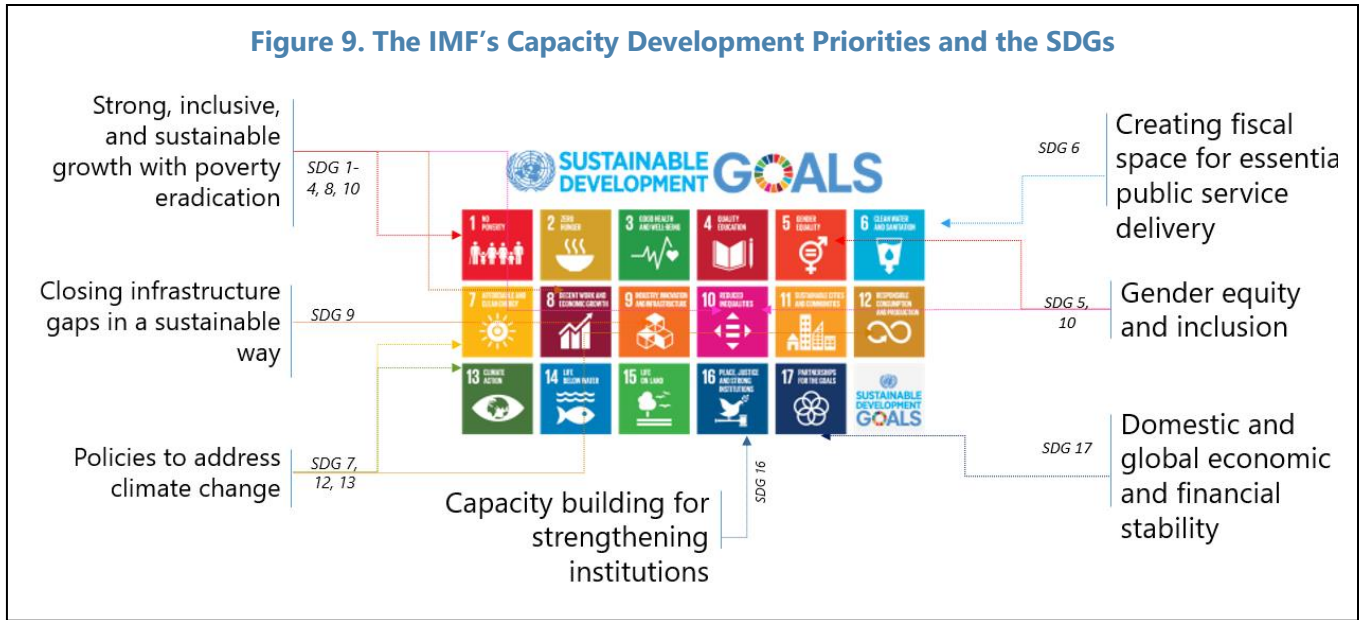 Figure 9. The IMF's Capacity Development Priorities and the SDGs
Strong, inclusive,
and sustainable
growth with poverty
eradication
SDG 1-
4, 8, 10
Closing infrastructure
gaps in a sustainable
way
SDG 9
Policies to address
climate change
SDG 7,
12, 13
SUSTAINABLE
DEVELOPMENT
GOALS
1 NO
POVERTY
2 ZERO
HUNGER
3 GOOD HEALTH
AND WELL-BEING
4 QUALITY
EDUCATION
5 GENDER
EQUALITY
6 CLEAN WATER
AND SANITATION
7 AFFORDABLE AND
CLEAN ENERGY
8 DECENT WORK AND
ECONOMIC GROWTH
9 INDUSTRY, INNOVATION
AND INFRASTRUCTURE
10 REDUCED
INEQUALITIES
11 SUSTAINABLE CITIES
AND COMMUNITIES
12 RESPONSIBLE
CONSUMPTION
AND PRODUCTION
13 CLIMATE
ACTION
14 LIFE
BELOW WATER
15 LIFE
ON LAND
16 PEACE, JUSTICE
AND STRONG
INSTITUTIONS
17 PARTNERSHIPS
FOR THE GOALS
SUSTAINABLE
DEVELOPMENT
GOALS
Capacity building for
strengthening
institutions
SDG 16
SDG 6
Creating fiscal
space for essentia
public service
delivery
SDG 5,
10
Gender equity
and inclusion
SDG 17
Domestic and
global economic
and financial
stability